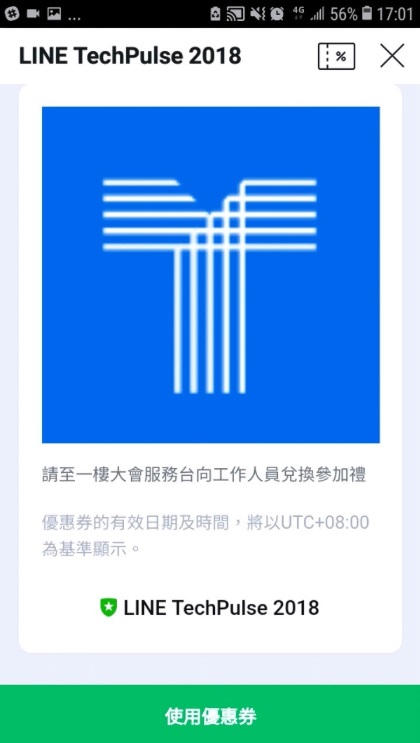 ... 4G 56% 17:01
LINE TechPulse 2018
%
請至一樓大會服務台向工作人員兌換參加禮
優惠券的有效日期及時間，將以UTC+08:00
為基準顯示。
LINE TechPulse 2018
使用優惠券